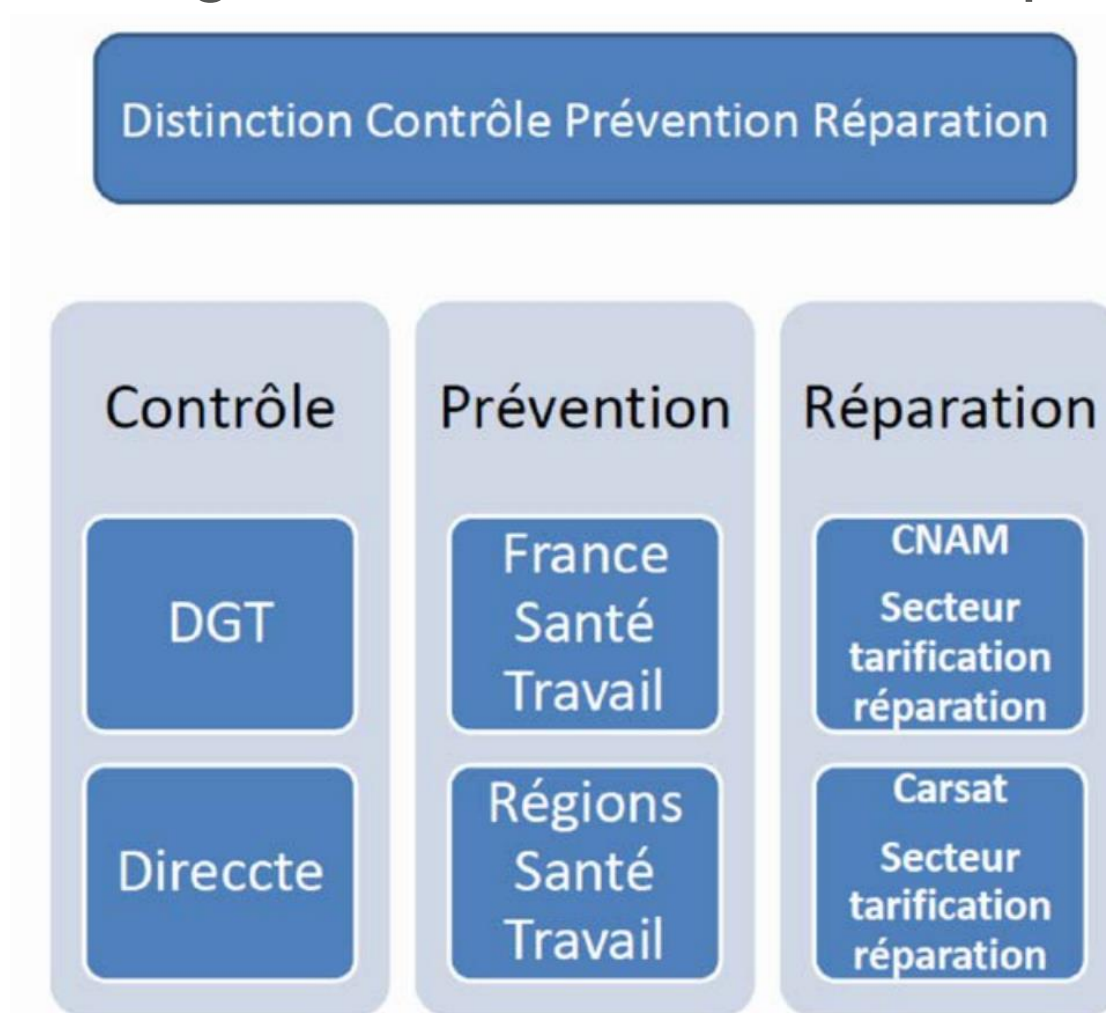 Distinction Contrôle Prévention Réparation
Contrôle
DGT
Direccte
Prévention
France
Santé
Travail
Régions
Santé
Travail
Réparation
CNAM
Secteur
tarification
réparation
Carsat
Secteur
tarification
réparation